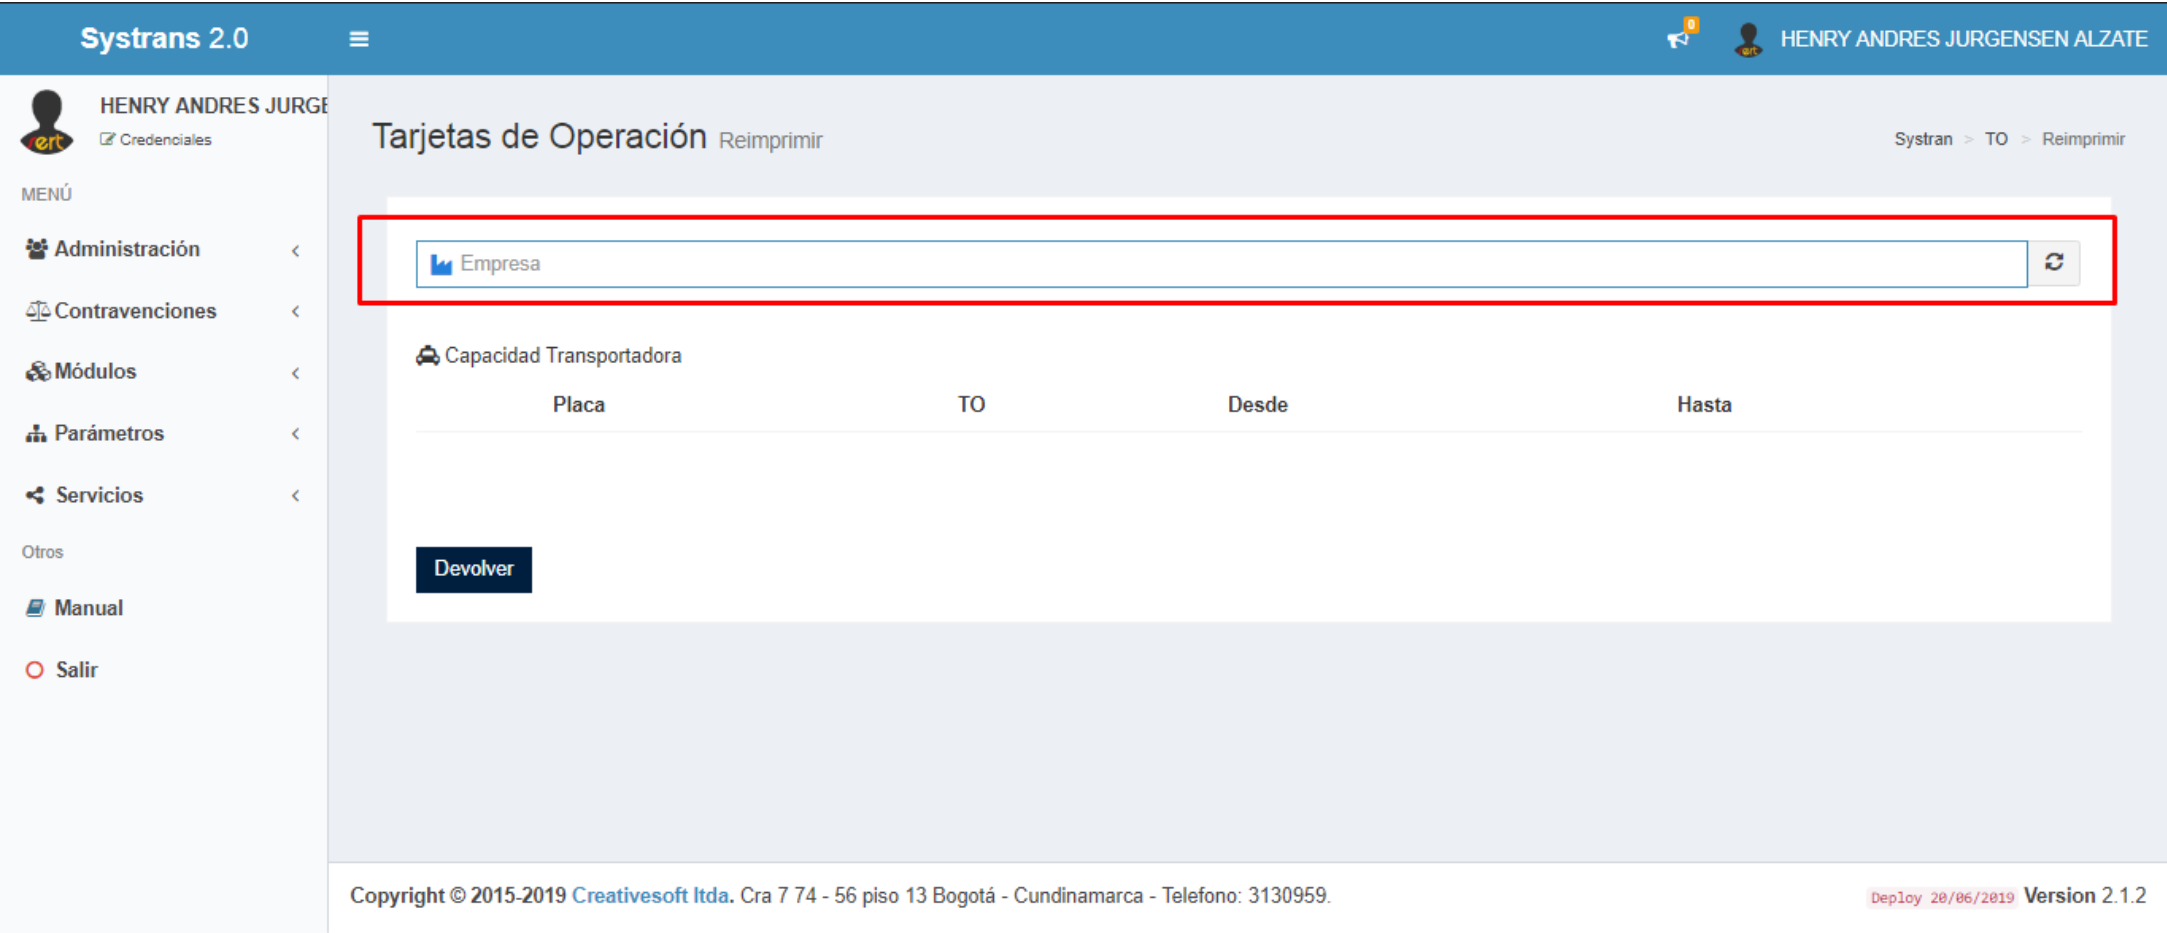 Systrans 2.0
0
HENRY ANDRES JURGENSEN ALZATE
HENRY ANDRES JURGE
Credenciales
MENÚ
Administración
Contravenciones
Módulos
Parámetros
Servicios
Otros
Manual
Salir
Tarjetas de Operación Reimprimir
Systran > TO > Reimprimir
Empresa
Capacidad Transportadora
Placa TO Desde Hasta
Devolver
Copyright © 2015-2019 Creativesoft ltda. Cra 7 74 - 56 piso 13 Bogotá - Cundinamarca - Telefono: 3130959.
Deploy 20/06/2019 Version 2.1.2